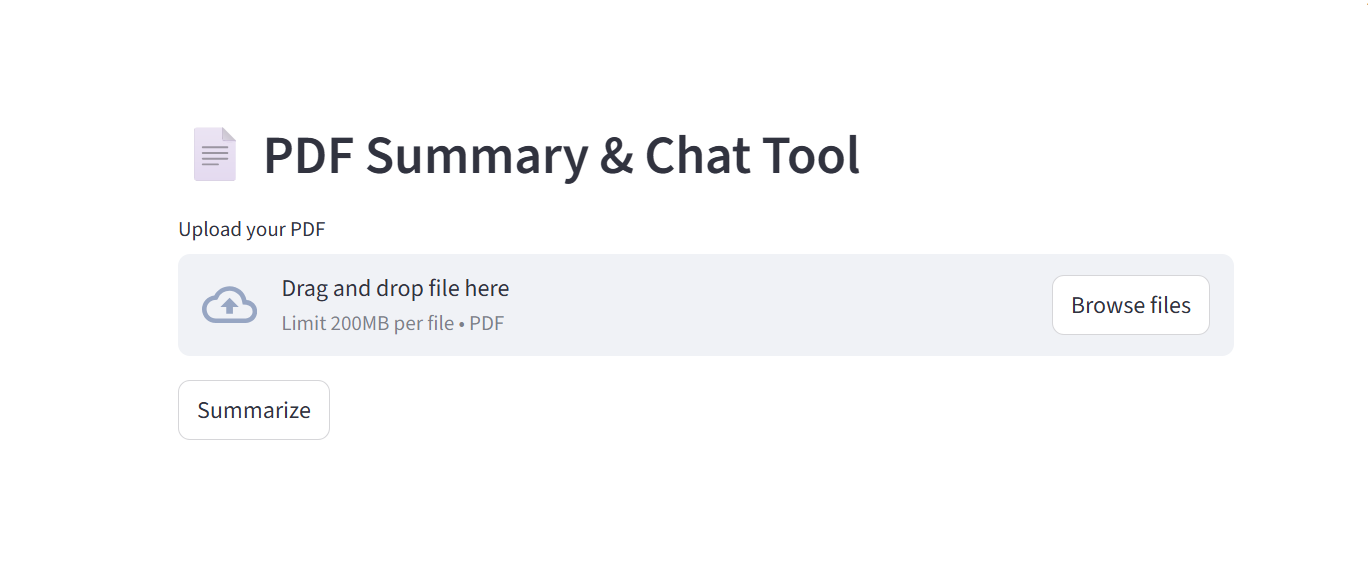 PDF Summary & Chat Tool
Upload your PDF
Drag and drop file here
Limit 200MB per file • PDF
Browse files
Summarize